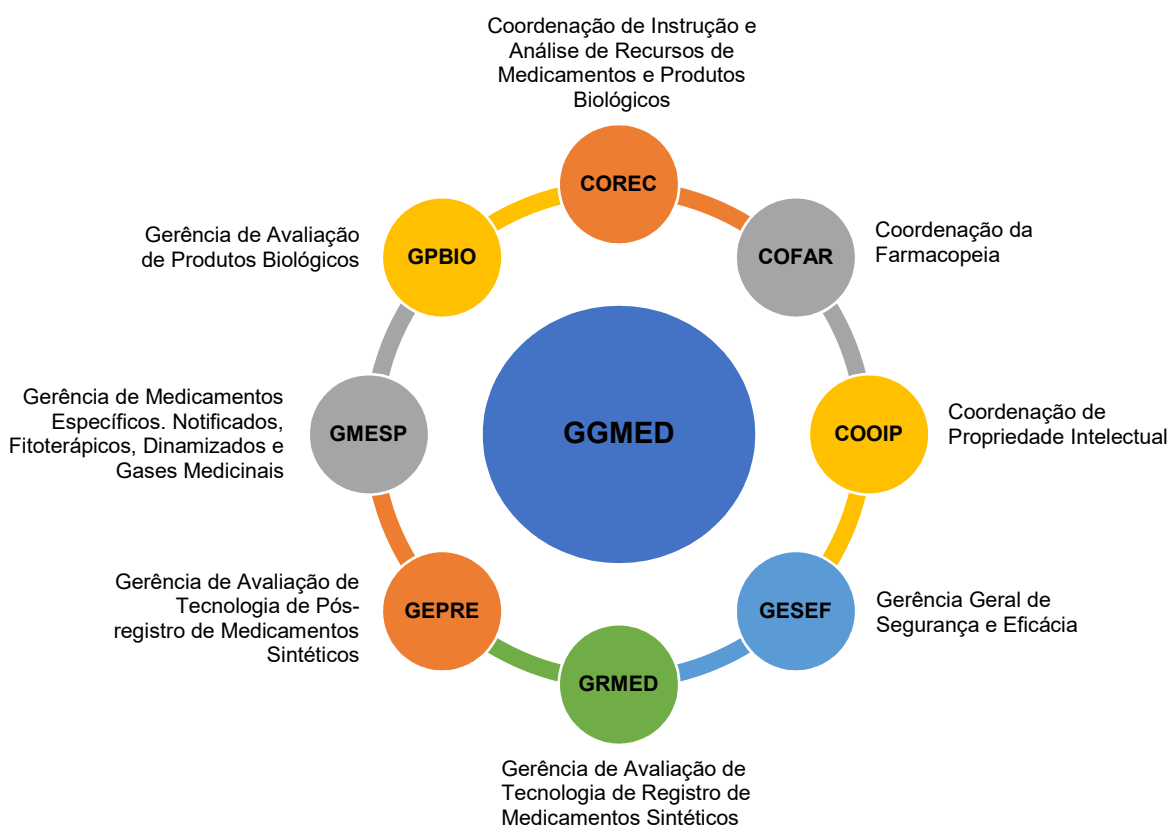 Coordenação de Instrução e
Análise de Recursos de
Medicamentos e Produtos
Biológicos
COREC
Gerência de Avaliação
de Produtos Biológicos
GPBIO
COFAR
Coordenação da
Farmacopeia
Gerência de Medicamentos
Específicos. Notificados,
Fitoterápicos, Dinamizados e
Gases Medicinais
GMESP
GGMED
COOIP
Coordenação de
Propriedade Intelectual
Gerência de Avaliação de
Tecnologia de Pós-
registro de Medicamentos
Sintéticos
GEPRE
GESEF
Gerência Geral de
Segurança e Eficácia
GRMED
Gerência de Avaliação de
Tecnologia de Registro de
Medicamentos Sintéticos